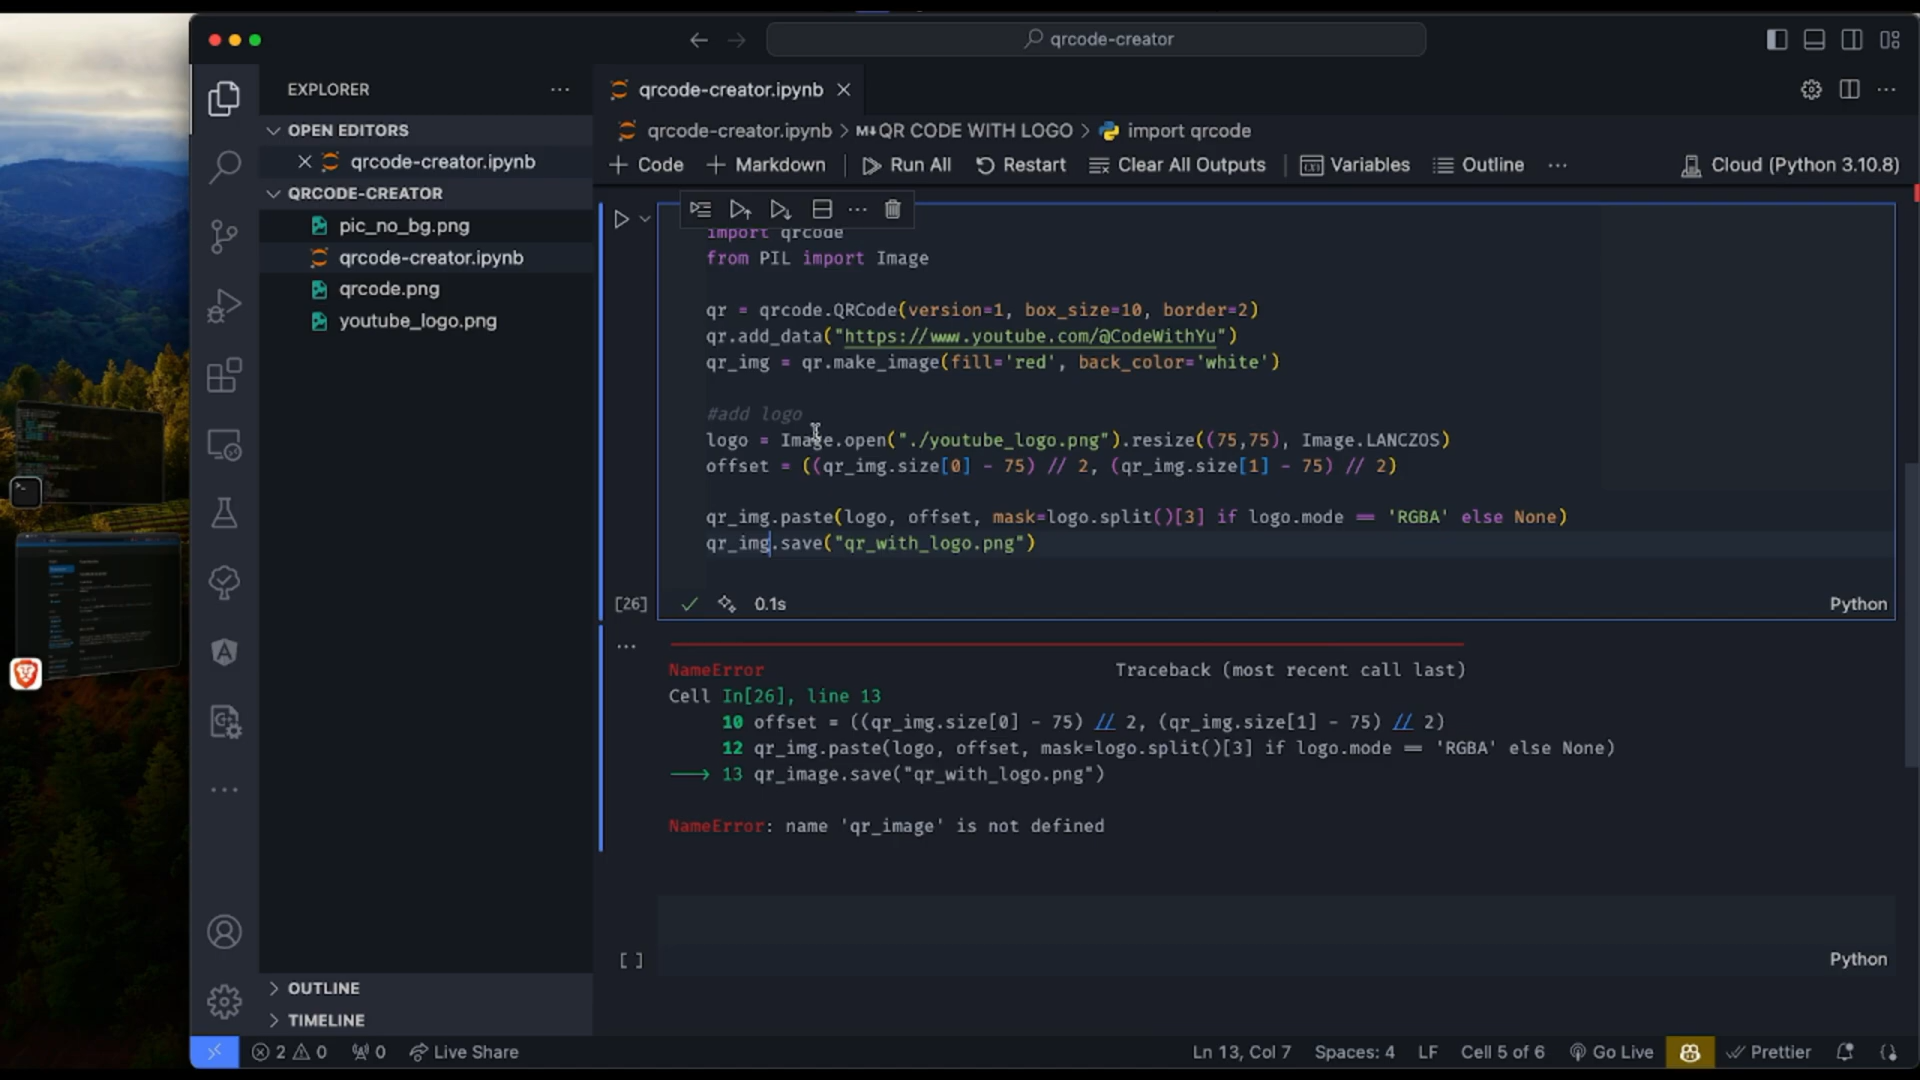 qrcode-creator
EXPLORER
OPEN EDITORS
qrcode-creator.ipynb
QRCODE-CREATOR
pic_no_bg.png
qrcode-creator.ipynb
qrcode.png
youtube_logo.png
OUTLINE
TIMELINE
qrcode-creator.ipynb
qrcode-creator.ipynb > M↓QR CODE WITH LOGO > import qrcode
+ Code + Markdown Run All Restart Clear All Outputs Variables Outline ... Cloud (Python 3.10.8)
import qrcode
from PIL import Image
qr = qrcode.QRCode(version=1, box_size=10, border=2)
qr.add_data("https://www.youtube.com/@CodeWithYu")
qr_img = qr.make_image(fill='red', back_color='white')
#add logo
logo = Image.open("./youtube_logo.png").resize((75,75), Image.LANCZOS)
offset = ((qr_img.size[0] - 75) // 2, (qr_img.size[1] - 75) // 2)
qr_img.paste(logo, offset, mask=logo.split()[3] if logo.mode == 'RGBA' else None)
qr_img.save("qr_with_logo.png")
[26] 0.1s Python
NameError Traceback (most recent call last)
Cell In[26], line 13
10 offset = ((qr_img.size[0] - 75) // 2, (qr_img.size[1] - 75) // 2)
12 qr_img.paste(logo, offset, mask=logo.split()[3] if logo.mode == 'RGBA' else None)
---> 13 qr_image.save("qr_with_logo.png")
NameError: name 'qr_image' is not defined
[ ] Python
2 0 0 Live Share Ln 13, Col 7 Spaces: 4 LF Cell 5 of 6 Go Live Prettier